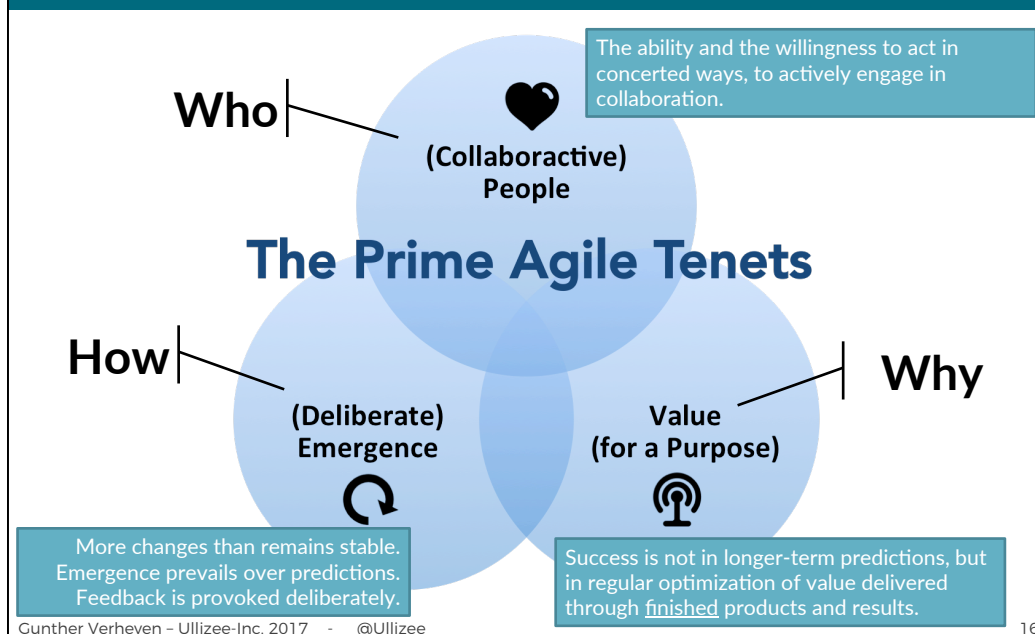 The ability and the willingness to act in
concerted ways, to actively engage in
collaboration.
Who
(Collaboractive)
People
The Prime Agile Tenets
How
Why
(Deliberate)
Emergence
Value
(for a Purpose)
More changes than remains stable.
Emergence prevails over predictions.
Feedback is provoked deliberately.
Success is not in longer-term predictions, but
in regular optimization of value delivered
through finished products and results.
Gunther Verheyen – Ullizee-Inc. 2017 - @Ullizee
16